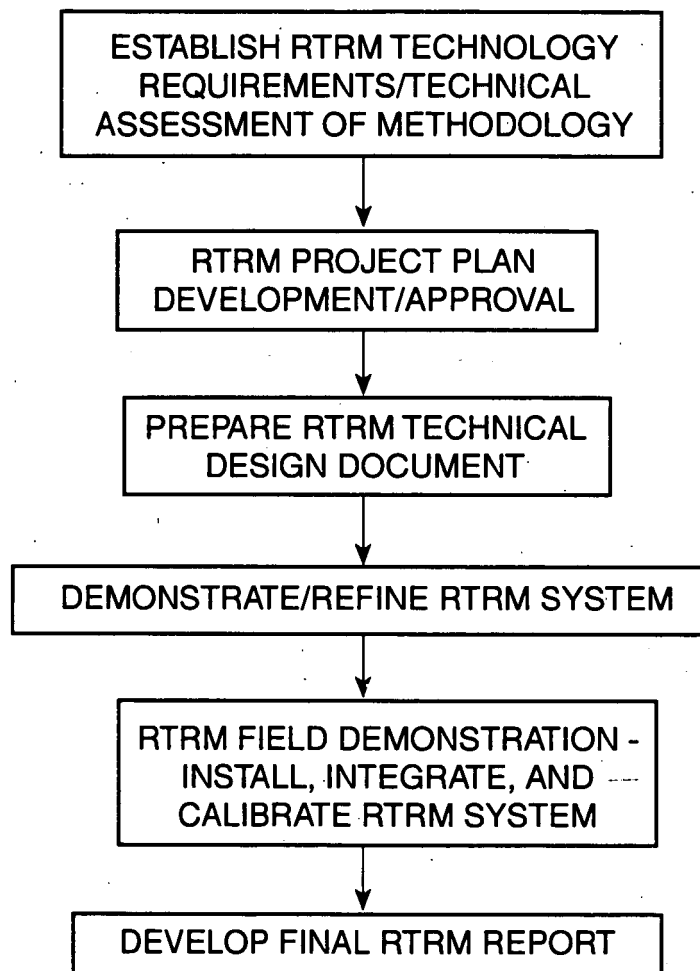 ESTABLISH RTRM TECHNOLOGY
REQUIREMENTS/TECHNICAL
ASSESSMENT OF METHODOLOGY
RTRM PROJECT PLAN
DEVELOPMENT/APPROVAL
PREPARE RTRM TECHNICAL
DESIGN DOCUMENT
DEMONSTRATE/REFINE RTRM SYSTEM
RTRM FIELD DEMONSTRATION -
INSTALL, INTEGRATE, AND
CALIBRATE RTRM SYSTEM
DEVELOP FINAL RTRM REPORT